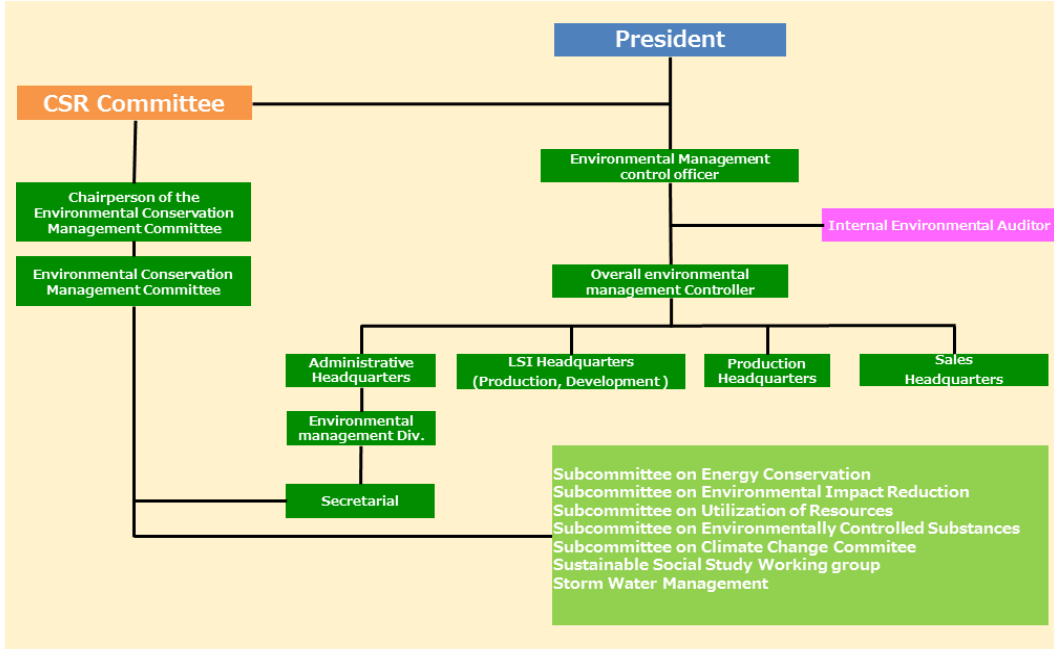 President
CSR Committee
Environmental Management
control officer
Chairperson of the
Environmental Conservation
Management Committee
Internal Environmental Auditor
Environmental Conservation
Management Committee
Overall environmental
management Controller
Administrative
Headquarters
LSI Headquarters
(Production, Development )
Production
Headquarters
Sales
Headquarters
Environmental
management Div.
Secretarial
Subcommittee on Energy Conservation
Subcommittee on Environmental Impact Reduction
Subcommittee on Utilization of Resources
Subcommittee on Environmentally Controlled Substances
Subcommittee on Climate Change Commitee
Sustainable Social Study Working group
Storm Water Management